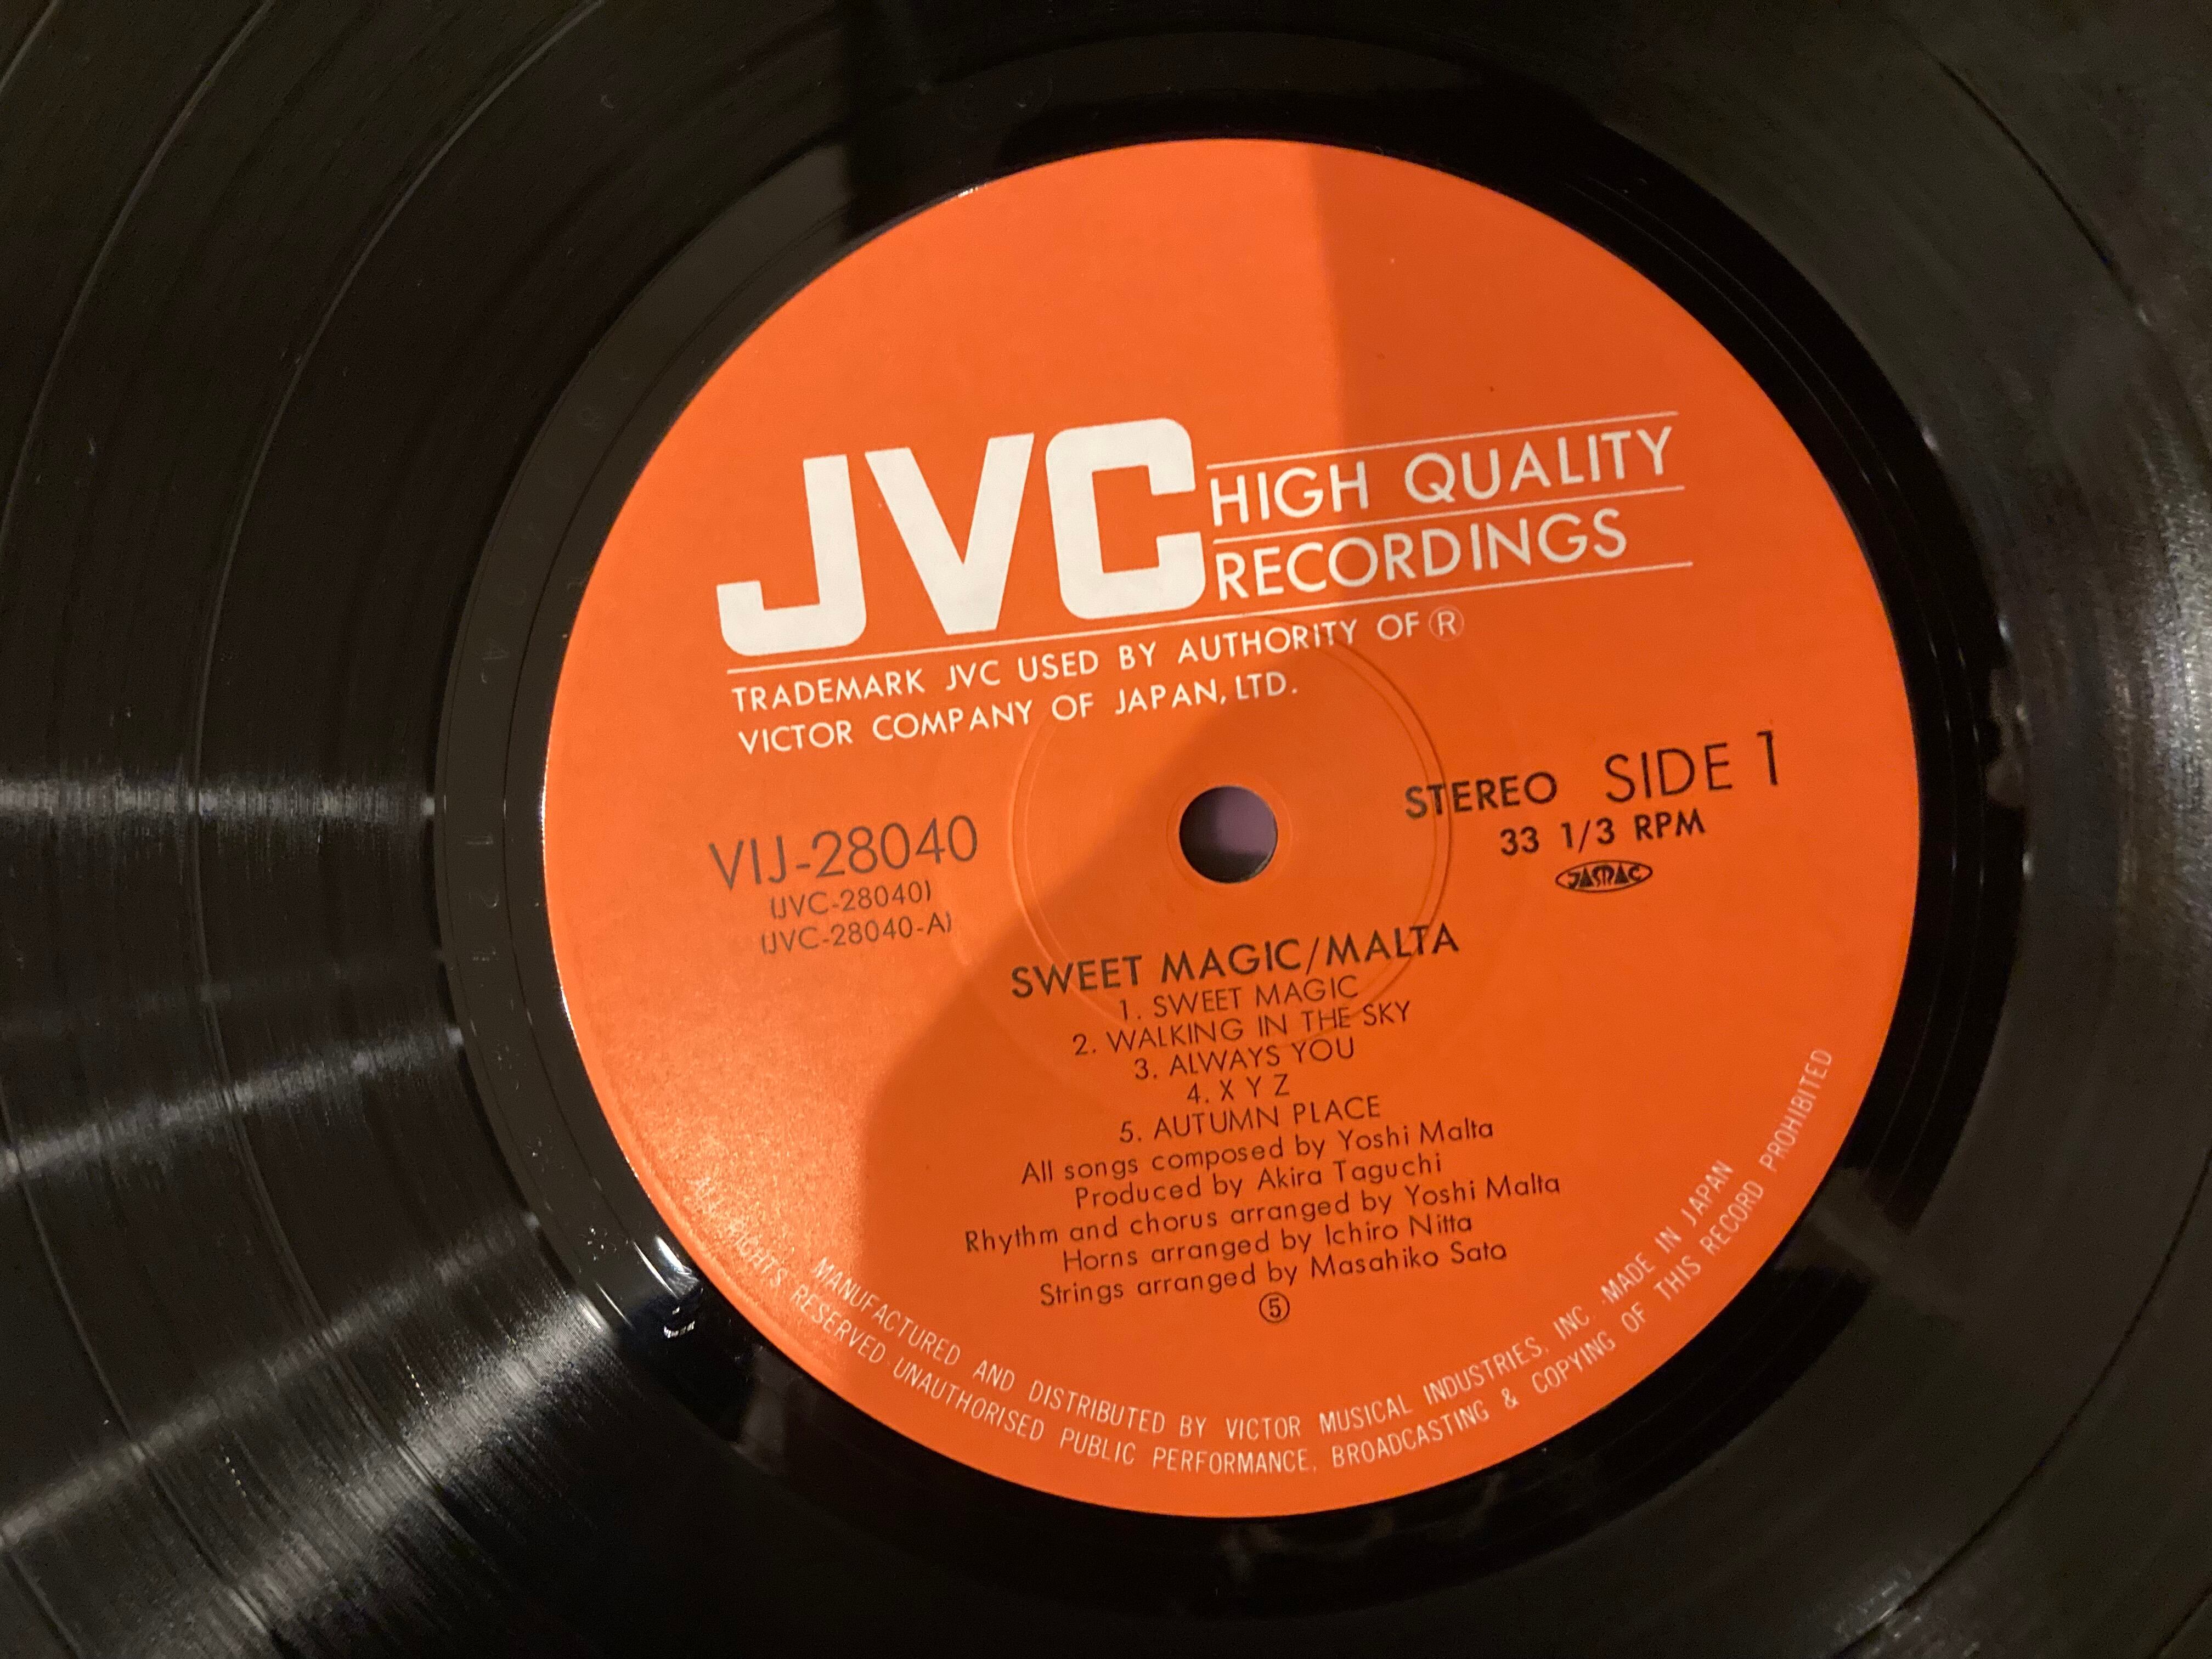 JVC HIGH QUALITY
RECORDINGS
TRADEMARK JVC USED BY AUTHORITY OF ®
VICTOR COMPANY OF JAPAN, LTD.
STEREO SIDE 1
33 1/3 RPM
JASRAC
VIJ-28040
(JVC-28040)
(JVC-28040-A)
SWEET MAGIC/MALTA
1. SWEET MAGIC
2. WALKING IN THE SKY
3. ALWAYS YOU
4. X Y Z
5. AUTUMN PLACE
All songs composed by Yoshi Malta
Produced by Akira Taguchi
Rhythm and chorus arranged by Yoshi Malta
Horns arranged by Ichiro Nitta
Strings arranged by Masahiko Sato
⑤
MANUFACTURED AND DISTRIBUTED BY VICTOR MUSICAL INDUSTRIES, INC. MADE IN JAPAN
ALL RIGHTS RESERVED UNAUTHORISED PUBLIC PERFORMANCE, BROADCASTING & COPYING OF THIS RECORD PROHIBITED